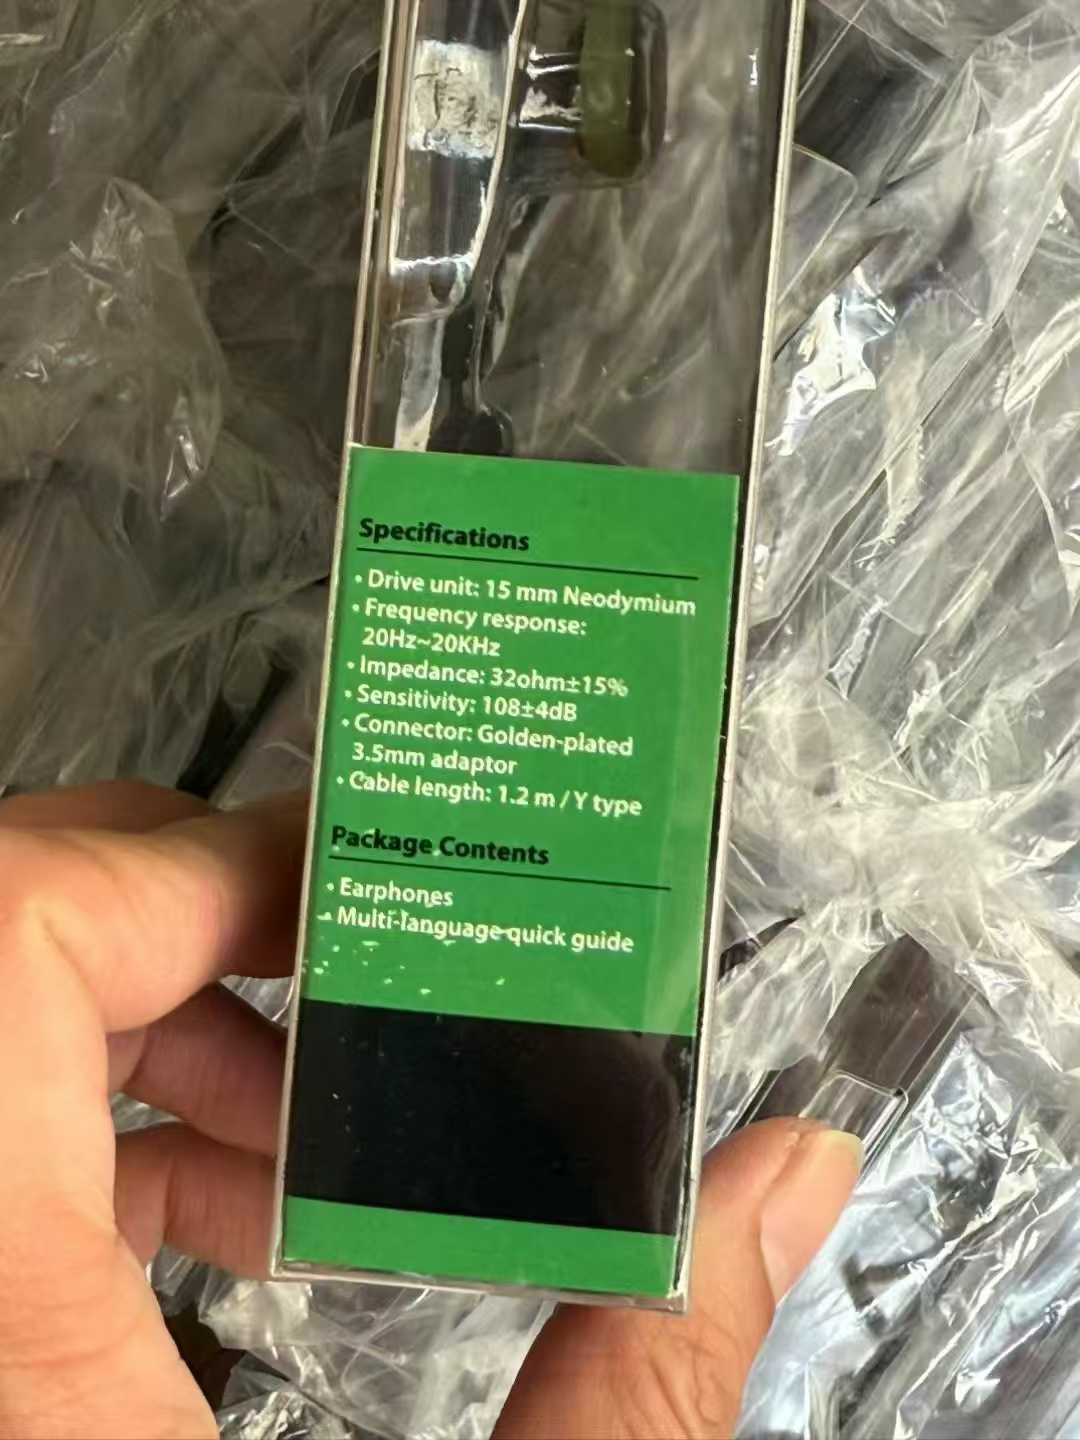 Specifications
• Drive unit: 15 mm Neodymium
• Frequency response:
20Hz~20KHz
• Impedance: 32ohm±15%
• Sensitivity: 108±4dB
• Connector: Golden-plated
3.5mm adaptor
• Cable length: 1.2 m / Y type
Package Contents
• Earphones
• Multi-language quick guide